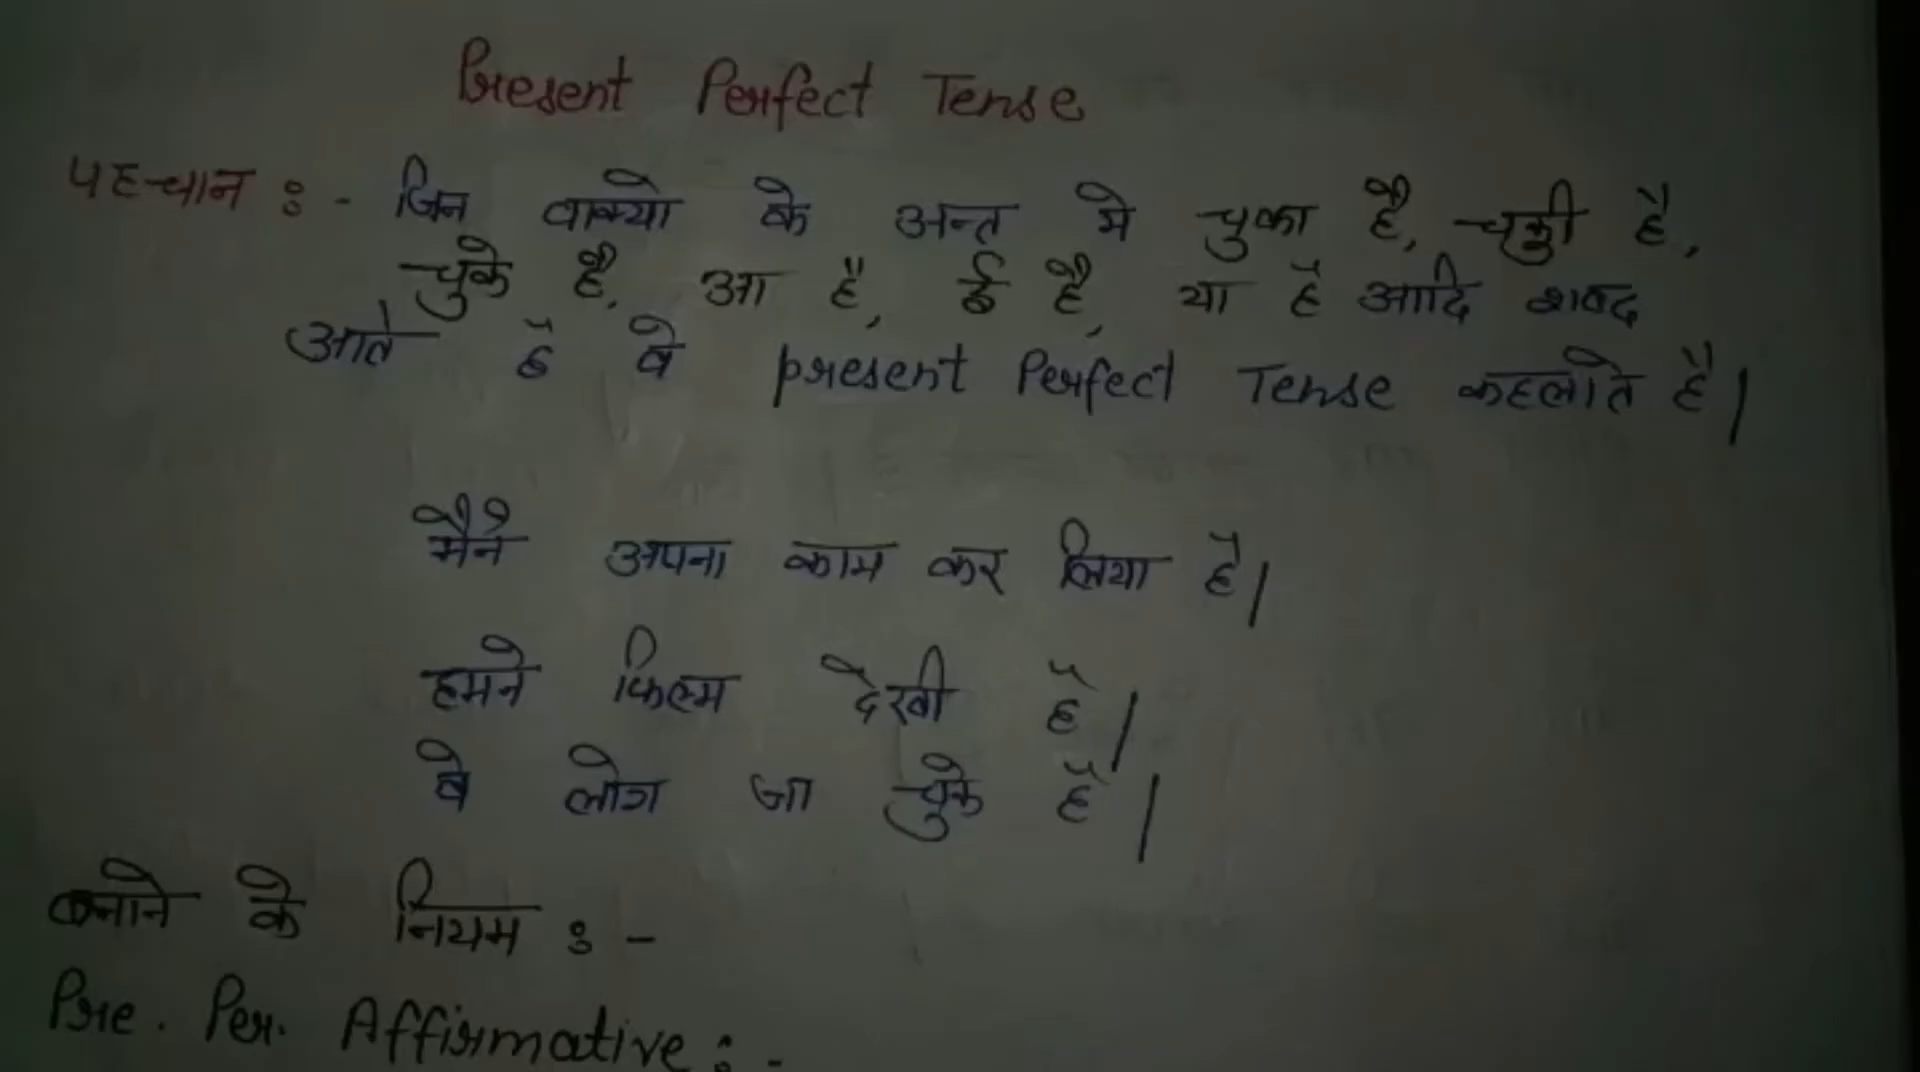 Present Perfect Tense
पहचान :- जिन वाक्यो के अन्त मे चुका है, चुकी है,
चुके है, आ है, ई है, या है आदि शब्द
आते है वे present Perfect Tense कहलाते है।
मैने अपना काम कर लिया है।
हमने फिल्म देखी है।
वे लोग जा चुके है।
बनाने के नियम :-
Pre. Per. Affirmative :-